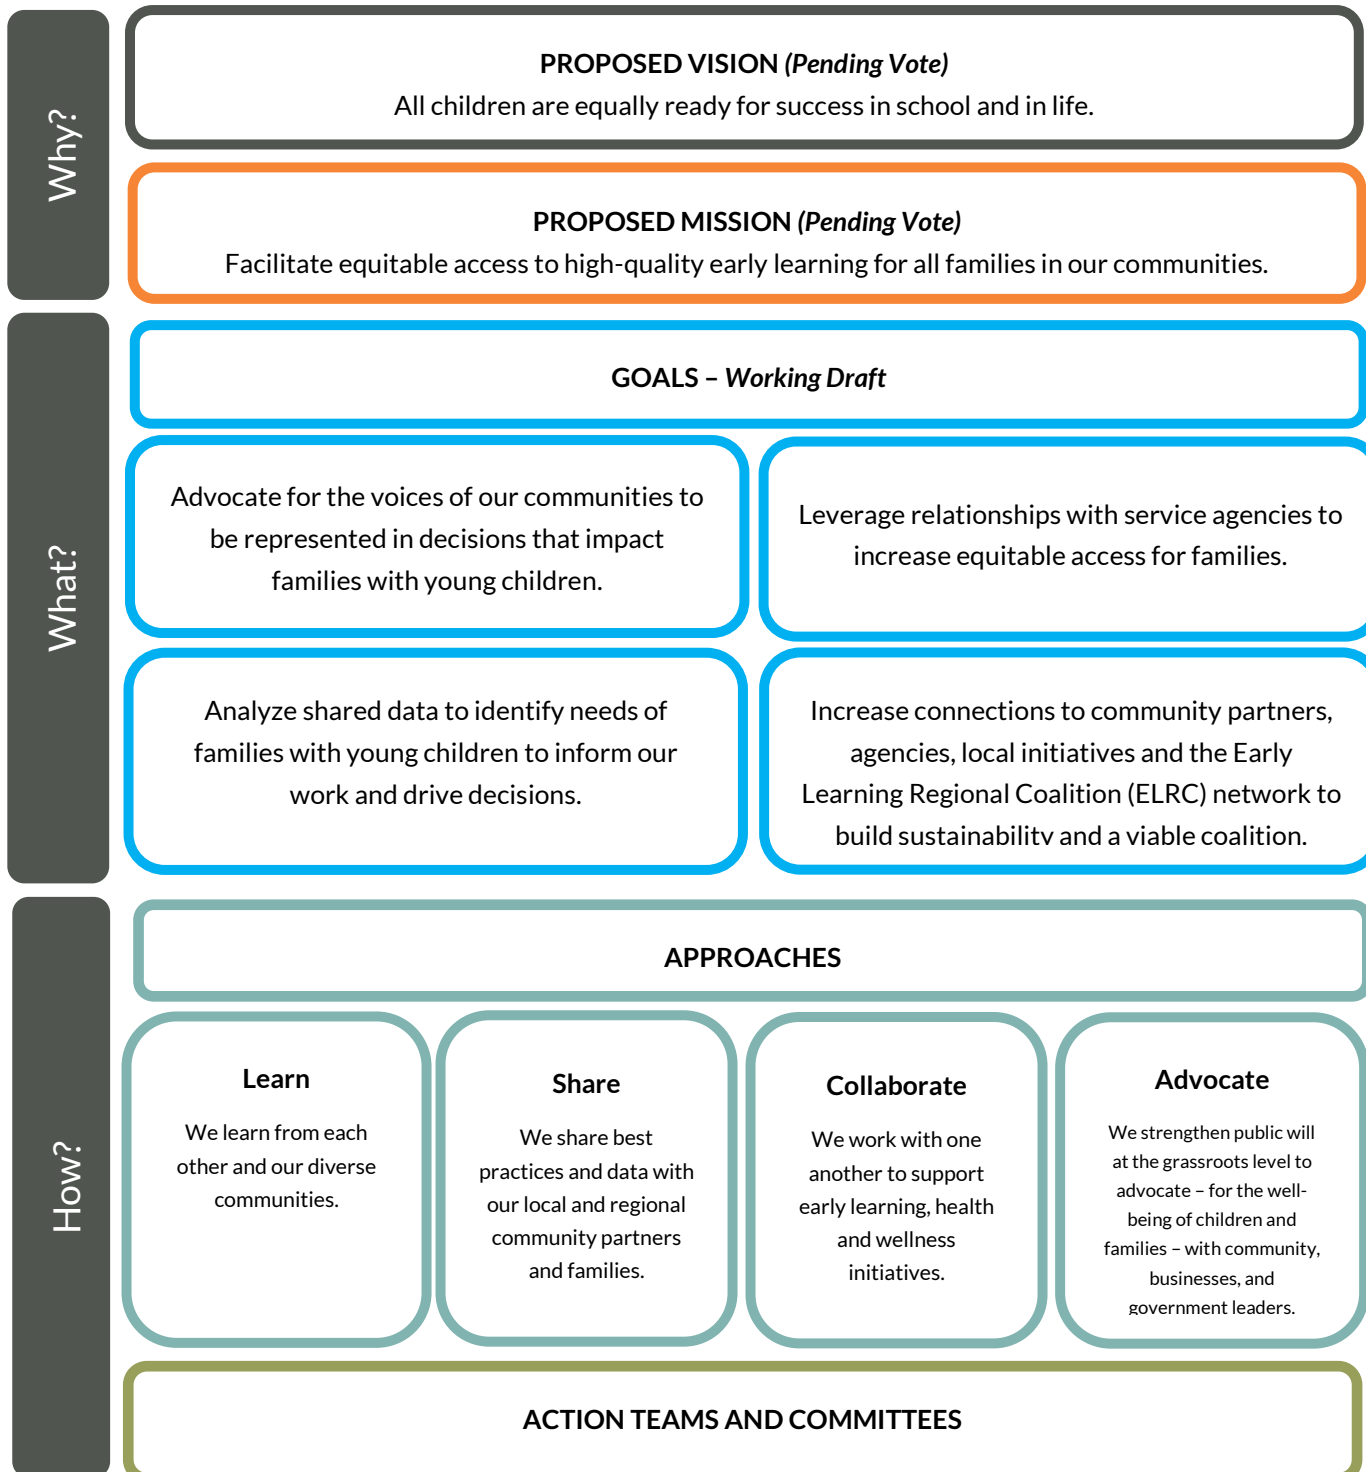 Why?
PROPOSED VISION (Pending Vote)
All children are equally ready for success in school and in life.
PROPOSED MISSION (Pending Vote)
Facilitate equitable access to high-quality early learning for all families in our communities.
What?
GOALS – Working Draft
Advocate for the voices of our communities to
be represented in decisions that impact
families with young children.
Leverage relationships with service agencies to
increase equitable access for families.
Analyze shared data to identify needs of
families with young children to inform our
work and drive decisions.
Increase connections to community partners,
agencies, local initiatives and the Early
Learning Regional Coalition (ELRC) network to
build sustainability and a viable coalition.
How?
APPROACHES
Learn
We learn from each
other and our diverse
communities.
Share
We share best
practices and data with
our local and regional
community partners
and families.
Collaborate
We work with one
another to support
early learning, health
and wellness
initiatives.
Advocate
We strengthen public will
at the grassroots level to
advocate – for the well-
being of children and
families – with community,
businesses, and
government leaders.
ACTION TEAMS AND COMMITTEES